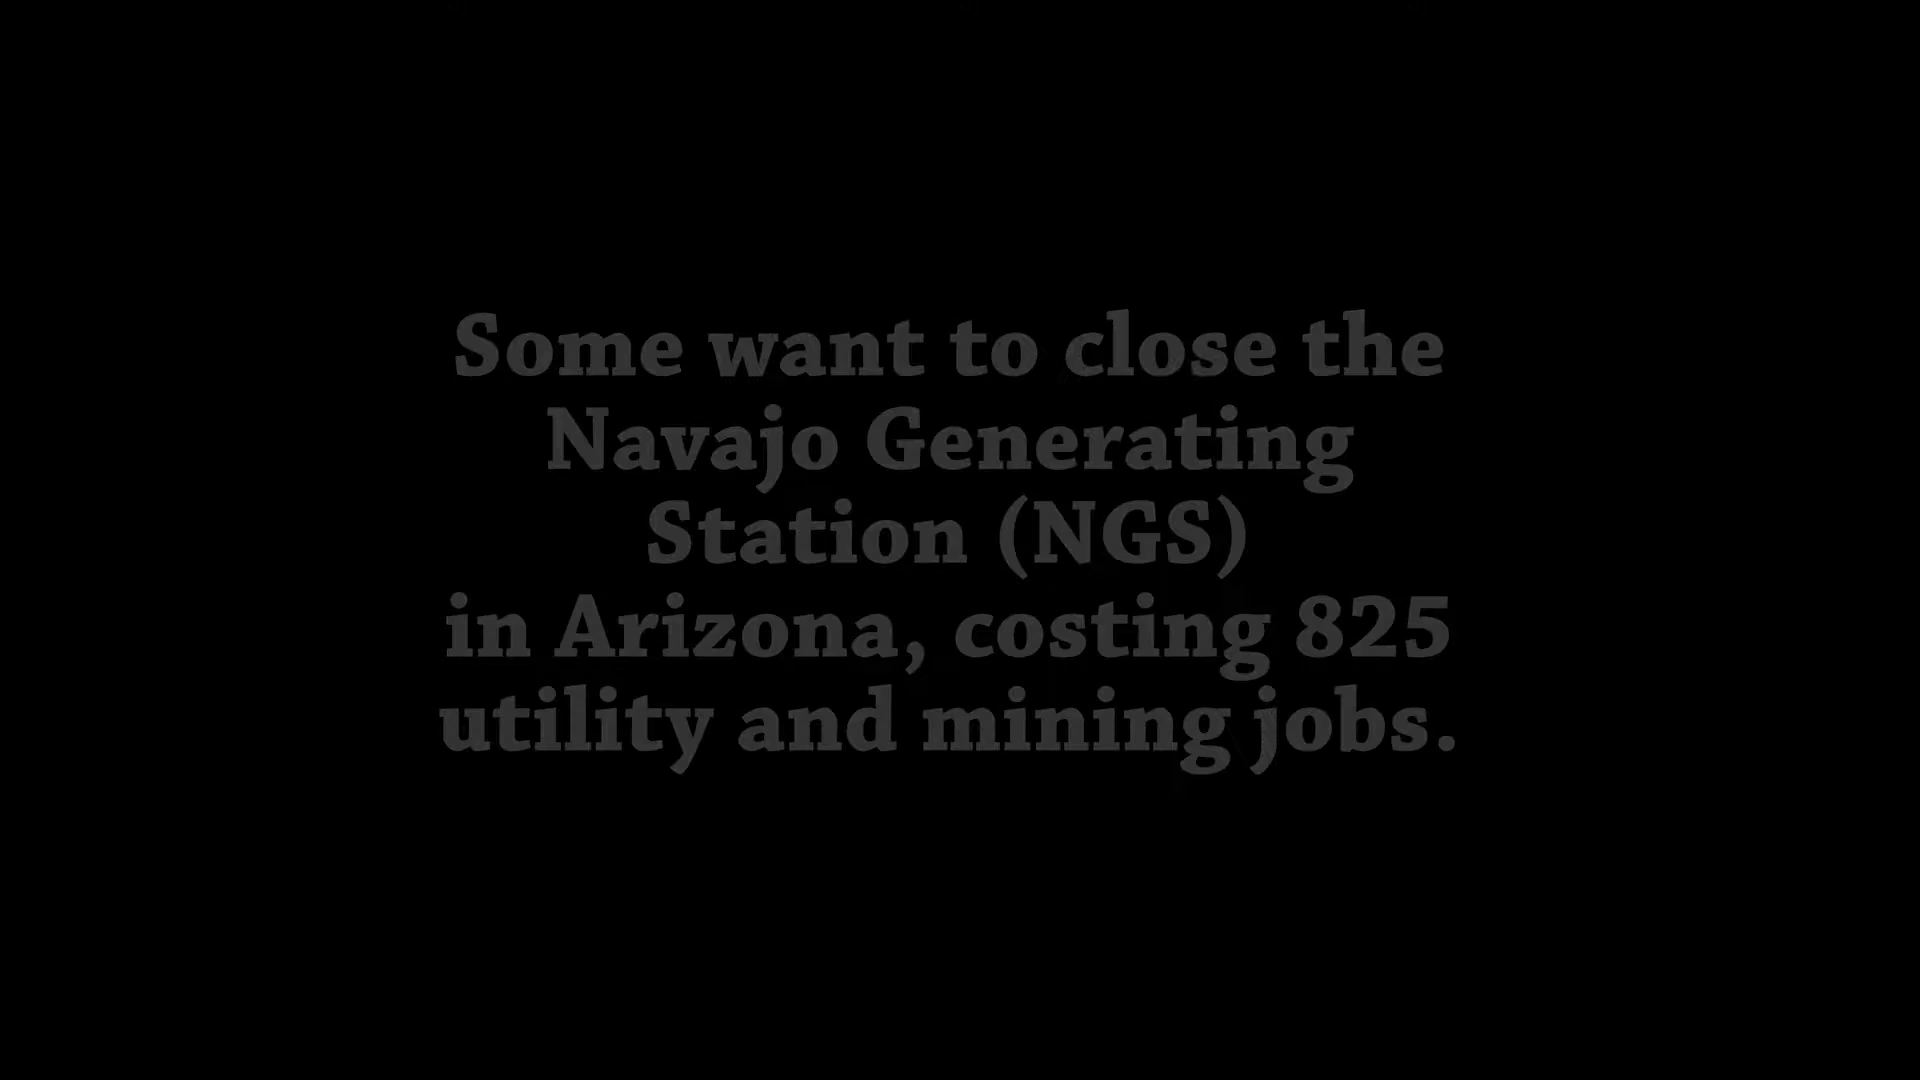 Some want to close the
Navajo Generating
Station (NGS)
in Arizona, costing 825
utility and mining jobs.